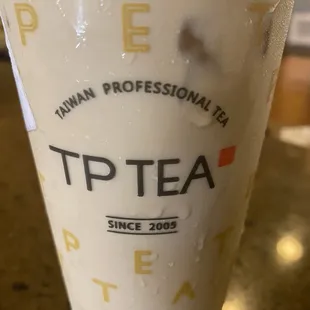 P E T
TAIWAN PROFESSIONAL TEA
TP TEA
SINCE 2005
P E T
T A